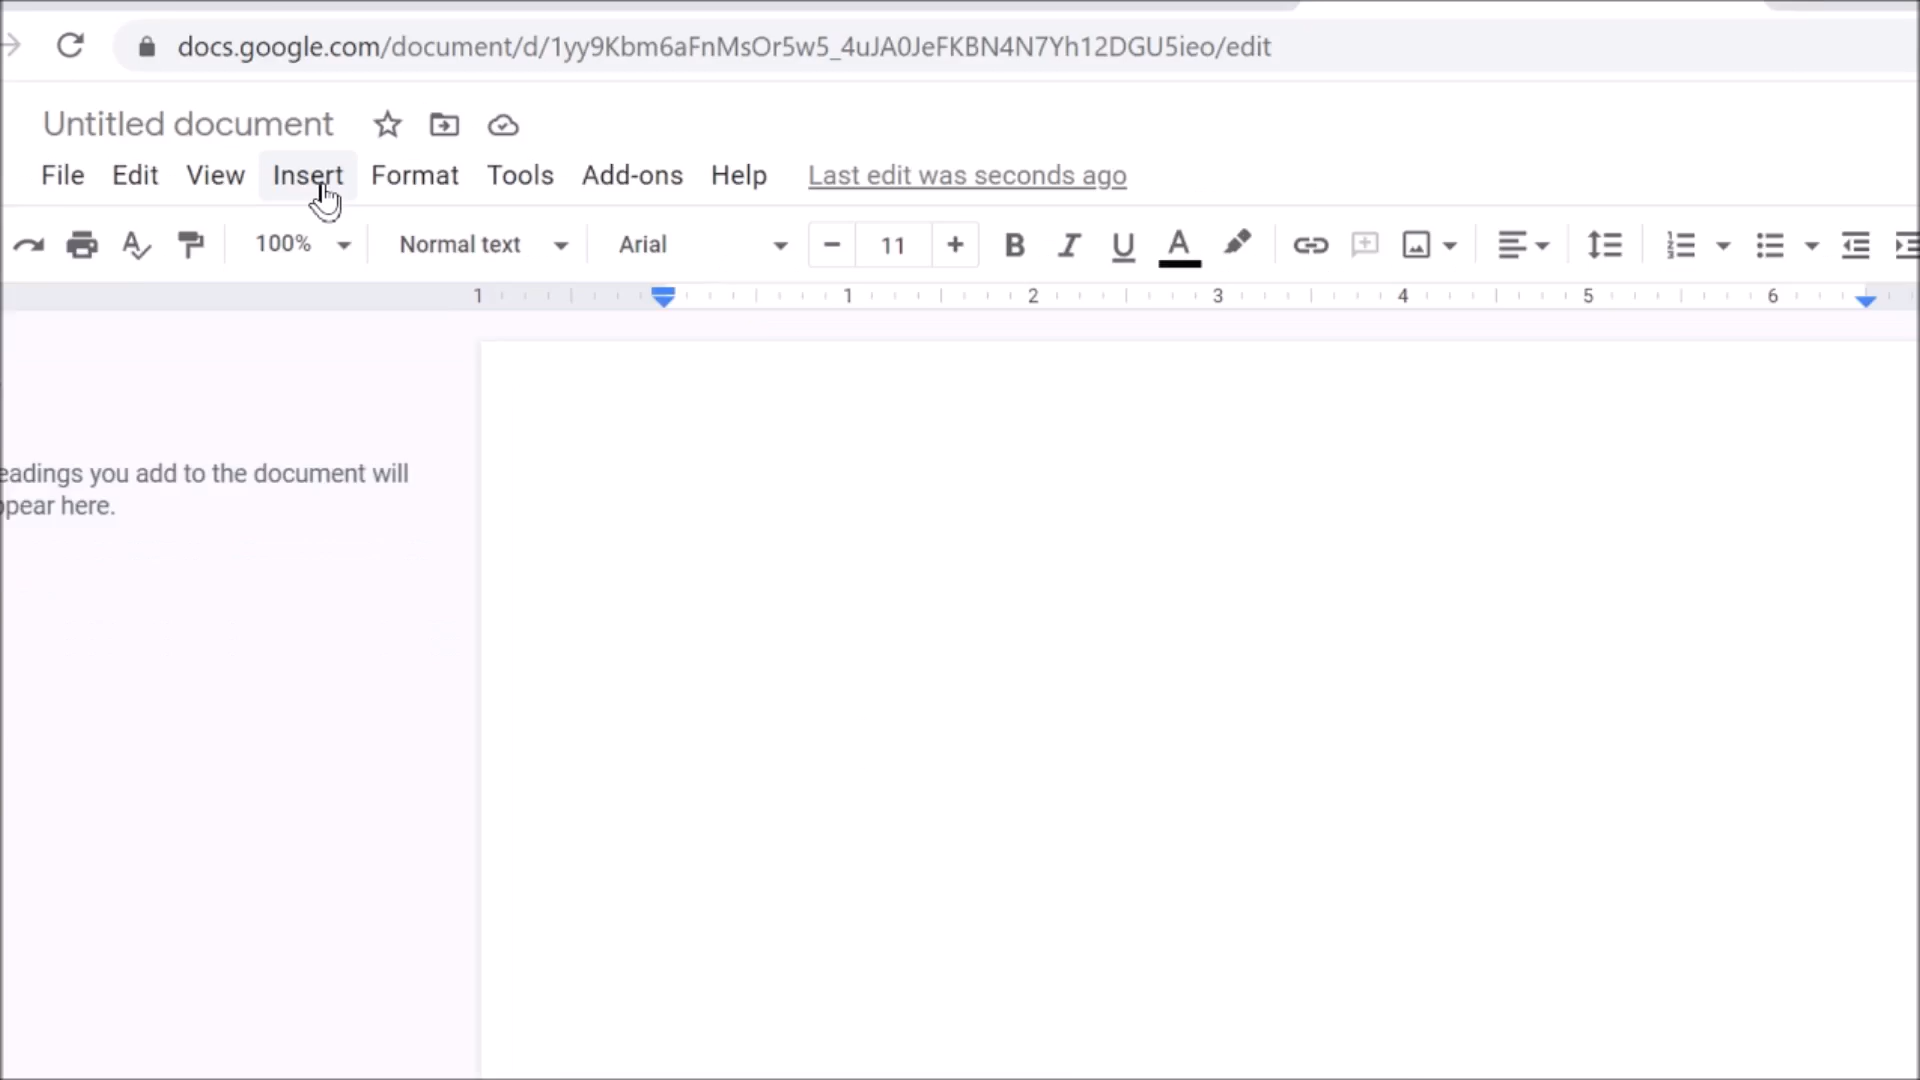 docs.google.com/document/d/1yy9Kbm6aFnMsOr5w5_4uJA0JeFKBN4N7Yh12DGU5ieo/edit
Untitled document
File Edit View Insert Format Tools Add-ons Help Last edit was seconds ago
100% Normal text Arial − 11 + B I U A
1 1 2 3 4 5 6
eadings you add to the document will
ppear here.